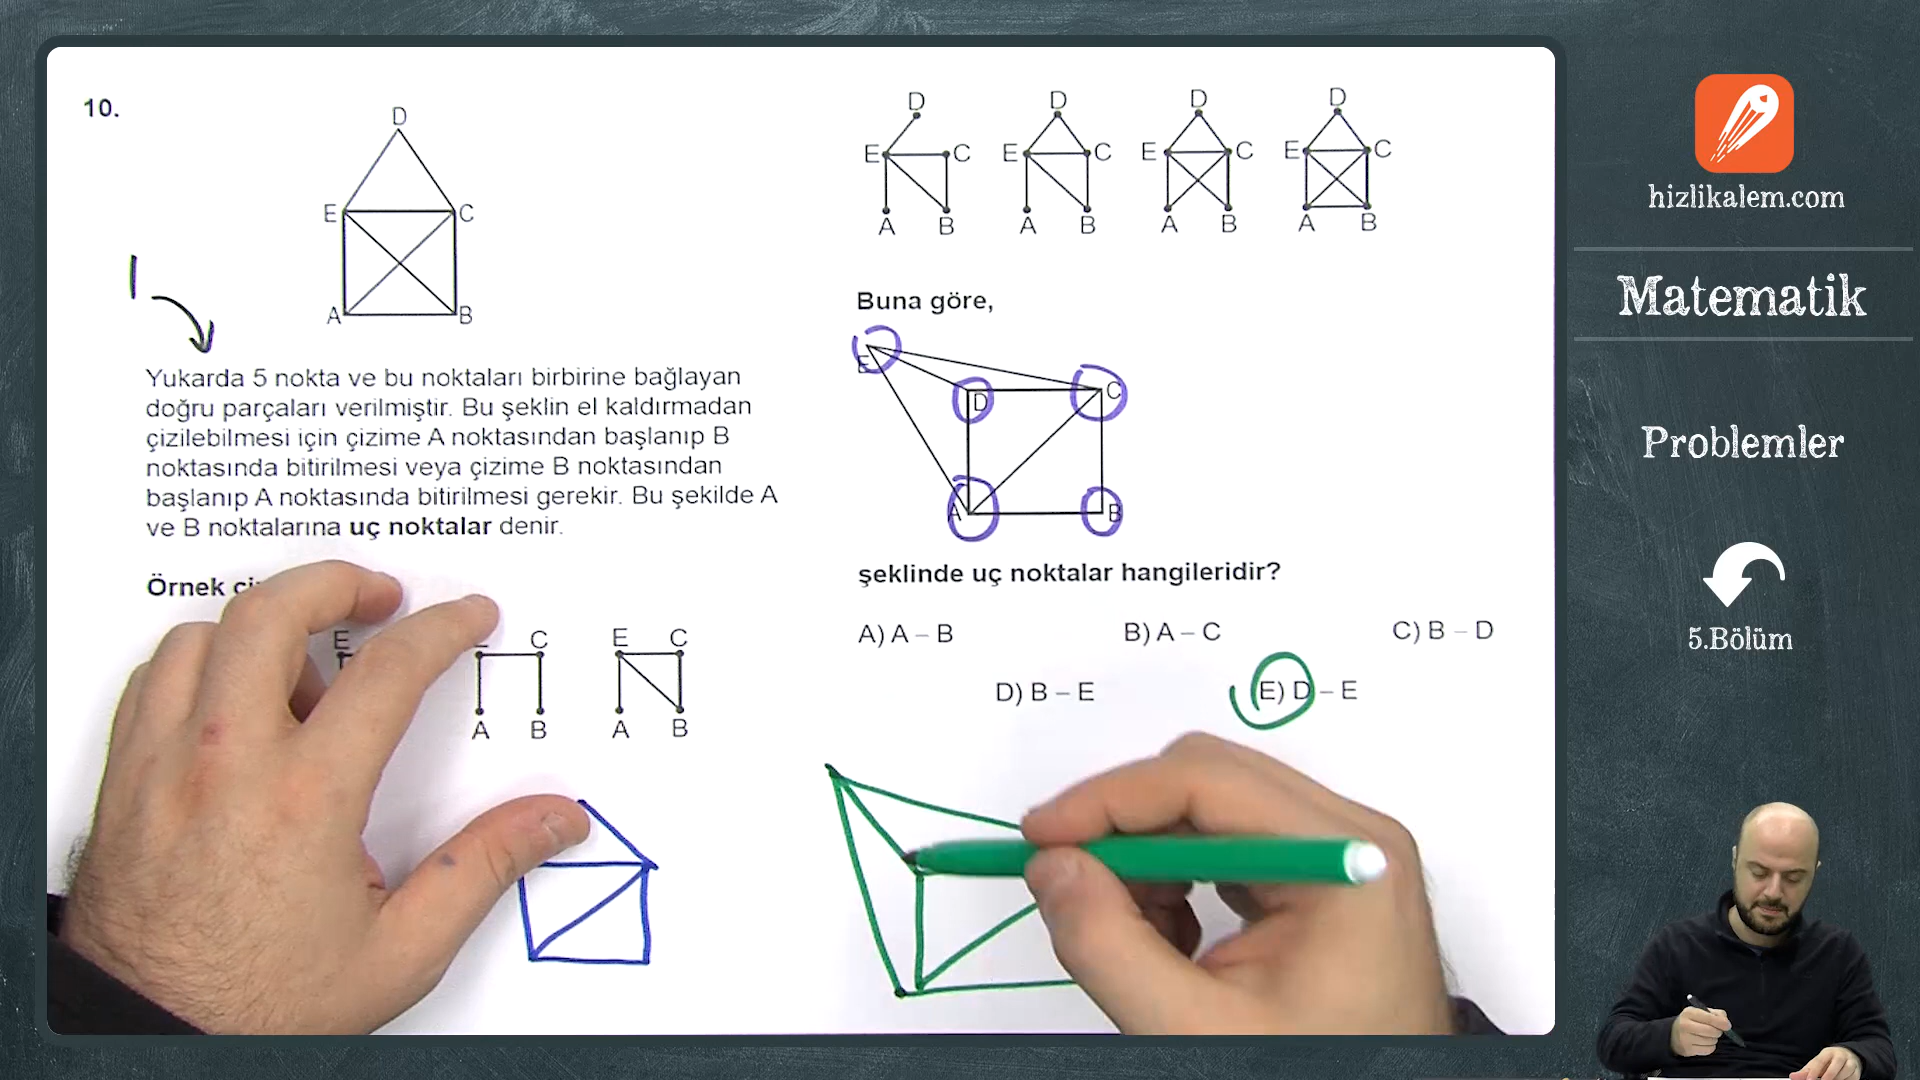 10.
D
E C
A B
1
Yukarda 5 nokta ve bu noktaları birbirine bağlayan
doğru parçaları verilmiştir. Bu şeklin el kaldırmadan
çizilebilmesi için çizime A noktasından başlanıp B
noktasında bitirilmesi veya çizime B noktasından
başlanıp A noktasında bitirilmesi gerekir. Bu şekilde A
ve B noktalarına uç noktalar denir.
Örnek
E C E C
A B A B
D D D D
E C E C E C E C
A B A B A B A B
Buna göre,
E
D C
A B
şeklinde uç noktalar hangileridir?
A) A – B B) A – C C) B – D
D) B – E E) D – E
hizlikalem.com
Matematik
Problemler
5.Bölüm